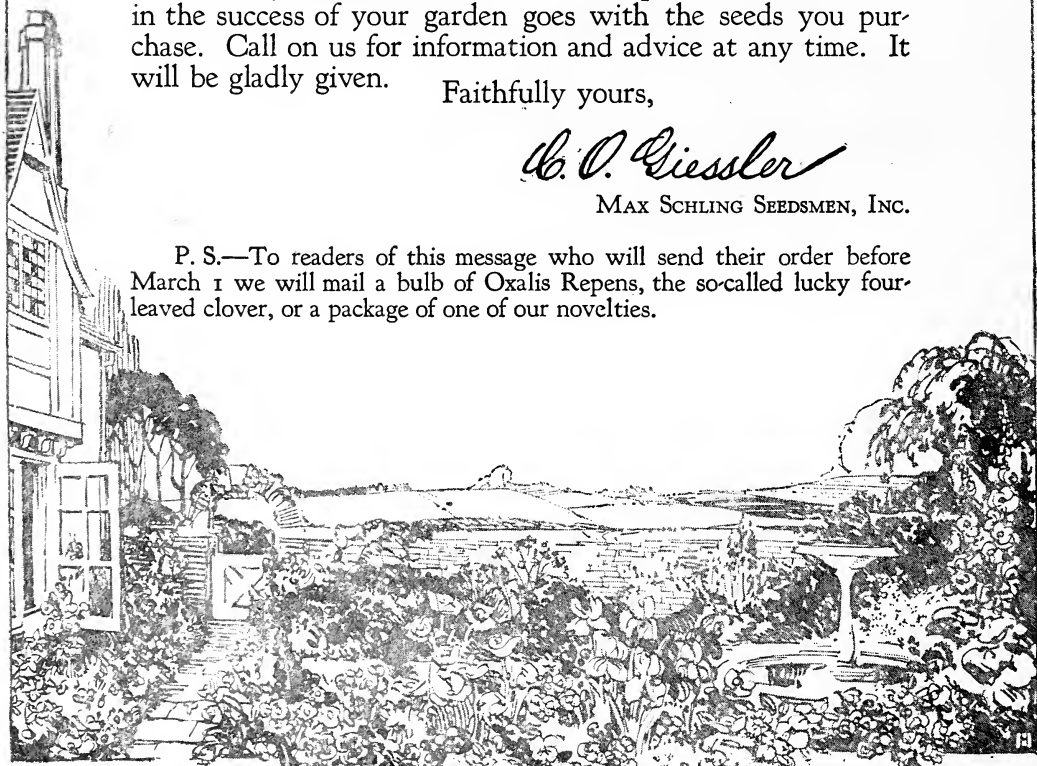 in the success of your garden goes with the seeds you pur-
chase. Call on us for information and advice at any time. It
will be gladly given.
Faithfully yours,
C. O. Giessler
MAX SCHLING SEEDSMEN, INC.
P. S.—To readers of this message who will send their order before
March 1 we will mail a bulb of Oxalis Repens, the so-called lucky four-
leaved clover, or a package of one of our novelties.